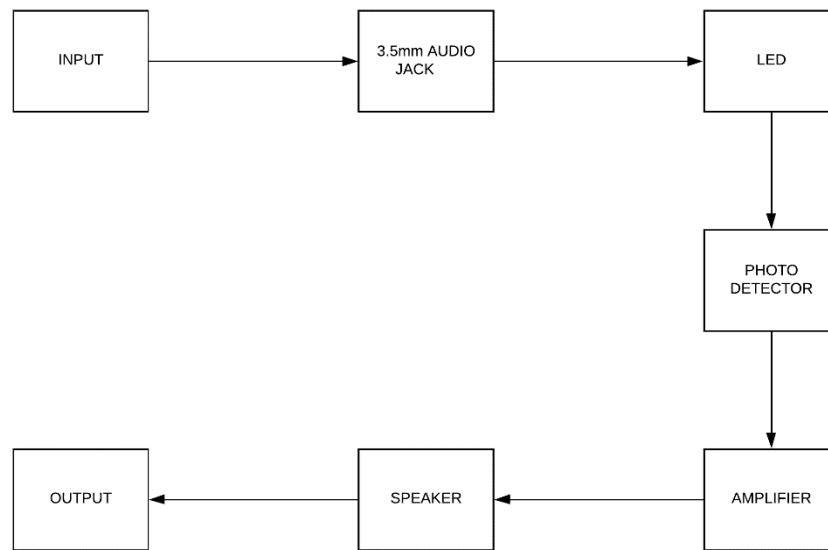 INPUT
3.5mm AUDIO
JACK
LED
PHOTO
DETECTOR
AMPLIFIER
SPEAKER
OUTPUT